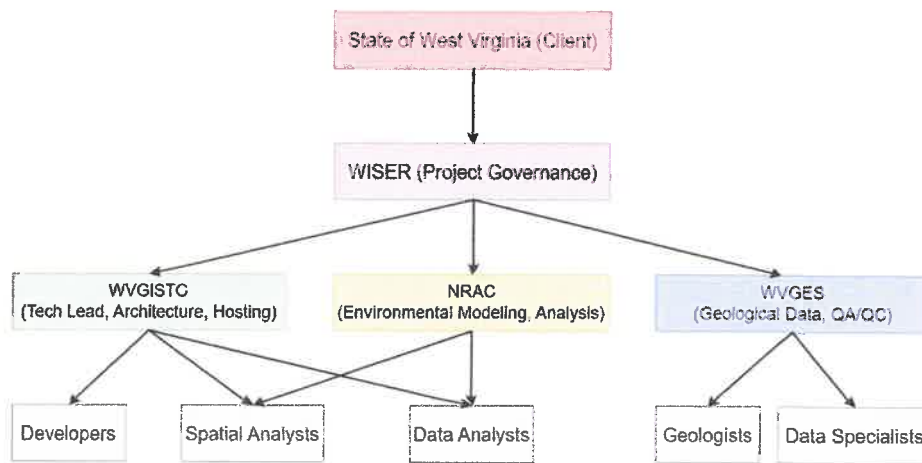 State of West Virginia (Client)
WISER (Project Governance)
WVGISTC
(Tech Lead, Architecture, Hosting)
NRAC
(Environmental Modeling, Analysis)
WVGES
(Geological Data, QA/QC)
Developers
Spatial Analysts
Data Analysts
Geologists
Data Specialists